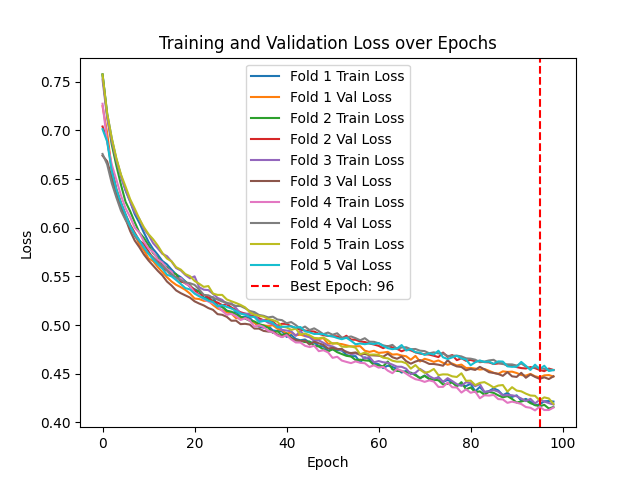 Training and Validation Loss over Epochs
Loss
0.75
0.70
0.65
0.60
0.55
0.50
0.45
0.40
Fold 1 Train Loss
Fold 1 Val Loss
Fold 2 Train Loss
Fold 2 Val Loss
Fold 3 Train Loss
Fold 3 Val Loss
Fold 4 Train Loss
Fold 4 Val Loss
Fold 5 Train Loss
Fold 5 Val Loss
Best Epoch: 96
0 20 40 60 80 100
Epoch